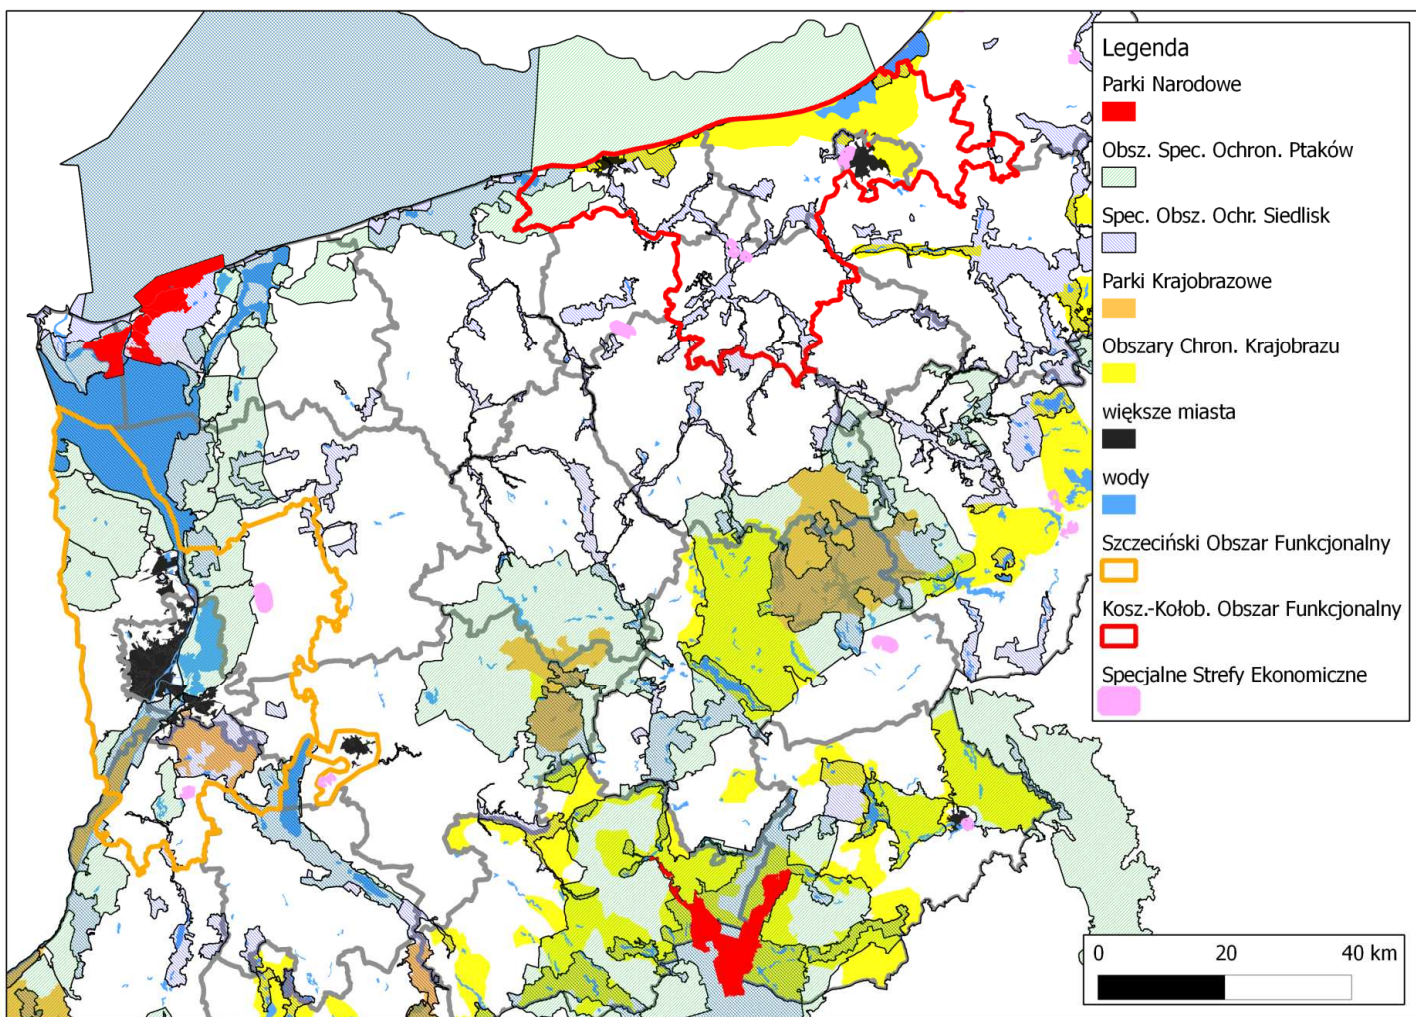 Legenda
Parki Narodowe
Obsz. Spec. Ochron. Ptaków
Spec. Obsz. Ochr. Siedlisk
Parki Krajobrazowe
Obszary Chron. Krajobrazu
większe miasta
wody
Szczeciński Obszar Funkcjonalny
Kosz.-Kołob. Obszar Funkcjonalny
Specjalne Strefy Ekonomiczne
0 20 40 km